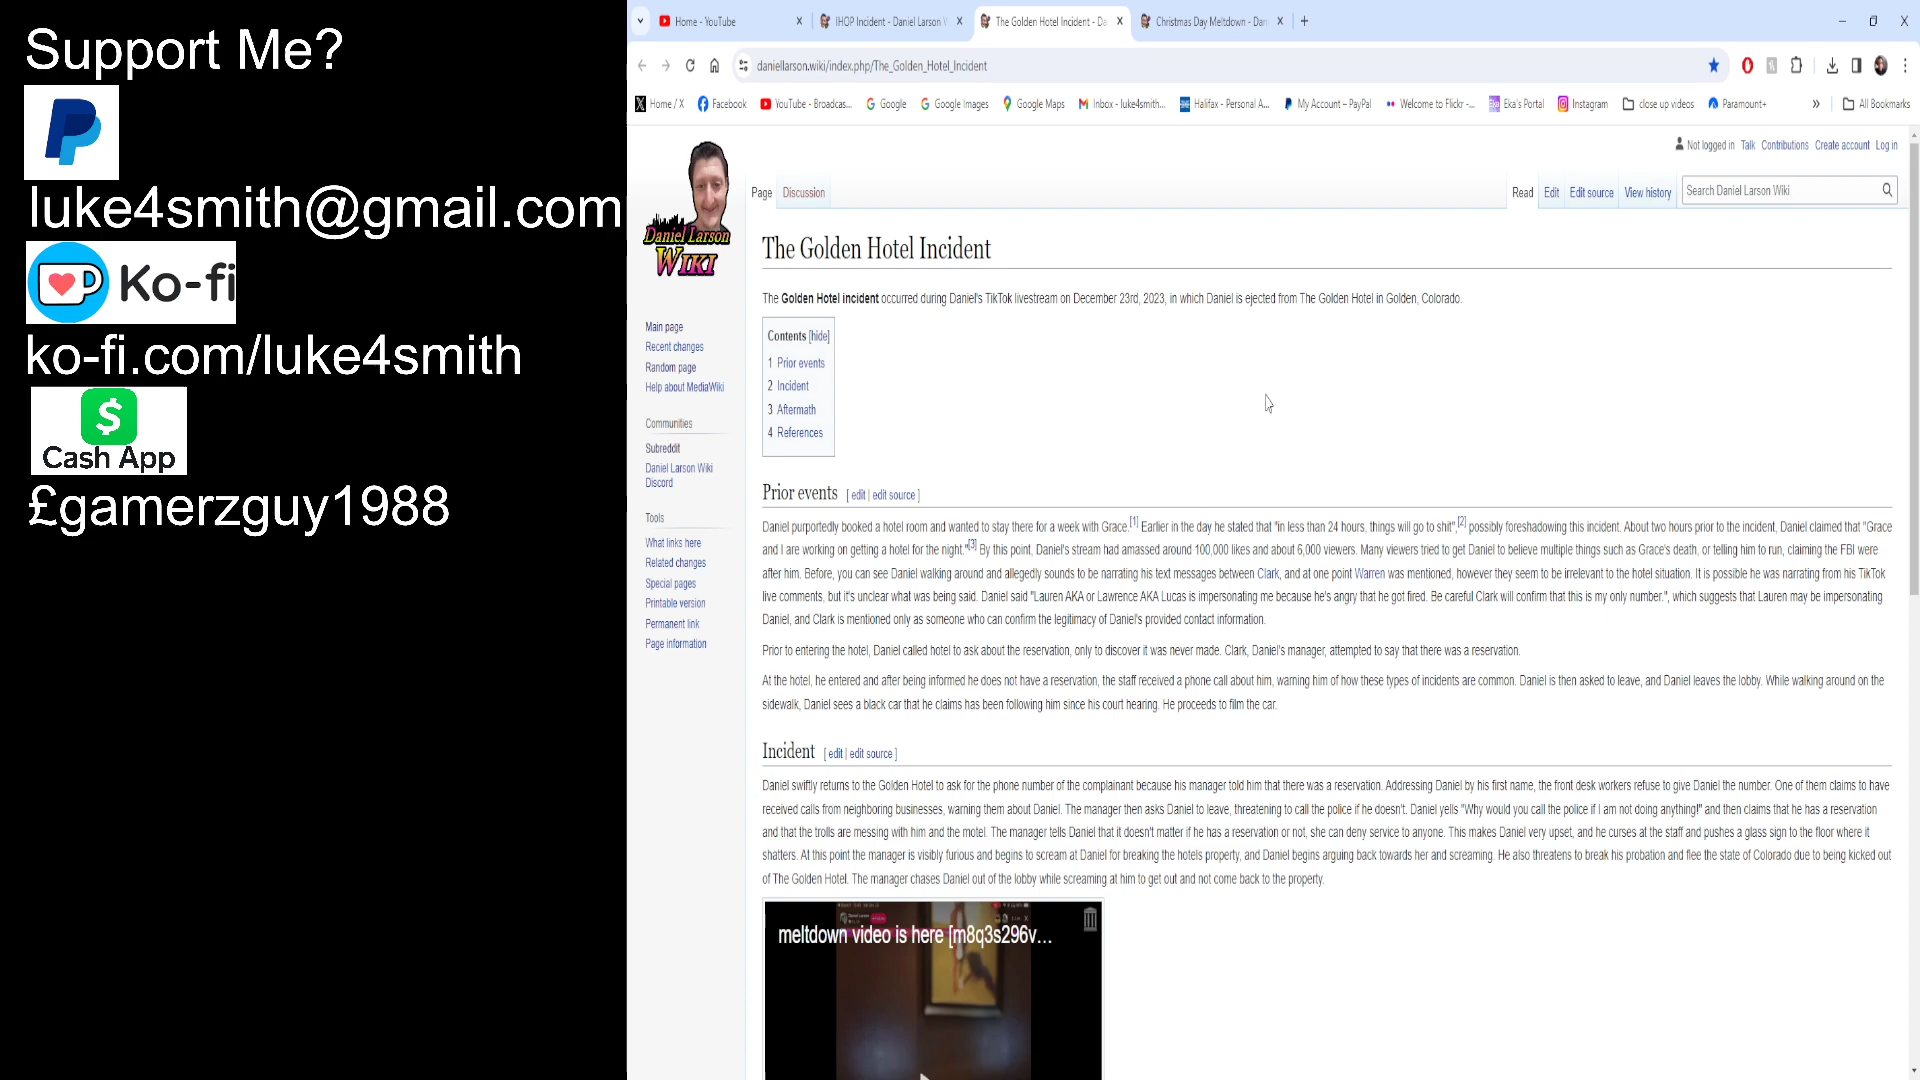 Support Me?
luke4smith@gmail.com
Ko-fi
ko-fi.com/luke4smith
Cash App
£gamerzguy1988
Home - YouTube
IHOP Incident - Daniel Larson
The Golden Hotel Incident - Da
Christmas Day Meltdown - Dan
daniellarson.wiki/index.php/The_Golden_Hotel_Incident
Home / X
Facebook
YouTube - Broadcas...
Google
Google Images
Google Maps
Inbox - luke4smith...
Halifax - Personal A...
My Account – PayPal
Welcome to Flickr -...
Eka's Portal
Instagram
close up videos
Paramount+
»
All Bookmarks
Not logged in Talk Contributions Create account Log in
Daniel Larson
WIKI
Page Discussion
Read Edit Edit source View history
Search Daniel Larson Wiki
Main page
Recent changes
Random page
Help about MediaWiki
Communities
Subreddit
Daniel Larson Wiki
Discord
Tools
What links here
Related changes
Special pages
Printable version
Permanent link
Page information
The Golden Hotel Incident
The Golden Hotel incident occurred during Daniel's TikTok livestream on December 23rd, 2023, in which Daniel is ejected from The Golden Hotel in Golden, Colorado.
Contents [hide]
1 Prior events
2 Incident
3 Aftermath
4 References
Prior events [ edit | edit source ]
Daniel purportedly booked a hotel room and wanted to stay there for a week with Grace.[1] Earlier in the day he stated that "in less than 24 hours, things will go to shit",[2] possibly foreshadowing this incident. About two hours prior to the incident, Daniel claimed that "Grace
and I are working on getting a hotel for the night."[3] By this point, Daniel's stream had amassed around 100,000 likes and about 6,000 viewers. Many viewers tried to get Daniel to believe multiple things such as Grace's death, or telling him to run, claiming the FBI were
after him. Before, you can see Daniel walking around and allegedly sounds to be narrating his text messages between Clark, and at one point Warren was mentioned, however they seem to be irrelevant to the hotel situation. It is possible he was narrating from his TikTok
live comments, but it's unclear what was being said. Daniel said "Lauren AKA or Lawrence AKA Lucas is impersonating me because he's angry that he got fired. Be careful Clark will confirm that this is my only number.", which suggests that Lauren may be impersonating
Daniel, and Clark is mentioned only as someone who can confirm the legitimacy of Daniel's provided contact information.
Prior to entering the hotel, Daniel called hotel to ask about the reservation, only to discover it was never made. Clark, Daniel's manager, attempted to say that there was a reservation.
At the hotel, he entered and after being informed he does not have a reservation, the staff received a phone call about him, warning him of how these types of incidents are common. Daniel is then asked to leave, and Daniel leaves the lobby. While walking around on the
sidewalk, Daniel sees a black car that he claims has been following him since his court hearing. He proceeds to film the car.
Incident [ edit | edit source ]
Daniel swiftly returns to the Golden Hotel to ask for the phone number of the complainant because his manager told him that there was a reservation. Addressing Daniel by his first name, the front desk workers refuse to give Daniel the number. One of them claims to have
received calls from neighboring businesses, warning them about Daniel. The manager then asks Daniel to leave, threatening to call the police if he doesn't. Daniel yells "Why would you call the police if I am not doing anything!" and then claims that he has a reservation
and that the trolls are messing with him and the motel. The manager tells Daniel that it doesn't matter if he has a reservation or not, she can deny service to anyone. This makes Daniel very upset, and he curses at the staff and pushes a glass sign to the floor where it
shatters. At this point the manager is visibly furious and begins to scream at Daniel for breaking the hotels property, and Daniel begins arguing back towards her and screaming. He also threatens to break his probation and flee the state of Colorado due to being kicked out
of The Golden Hotel. The manager chases Daniel out of the lobby while screaming at him to get out and not come back to the property.
meltdown video is here [m8q3s296v...